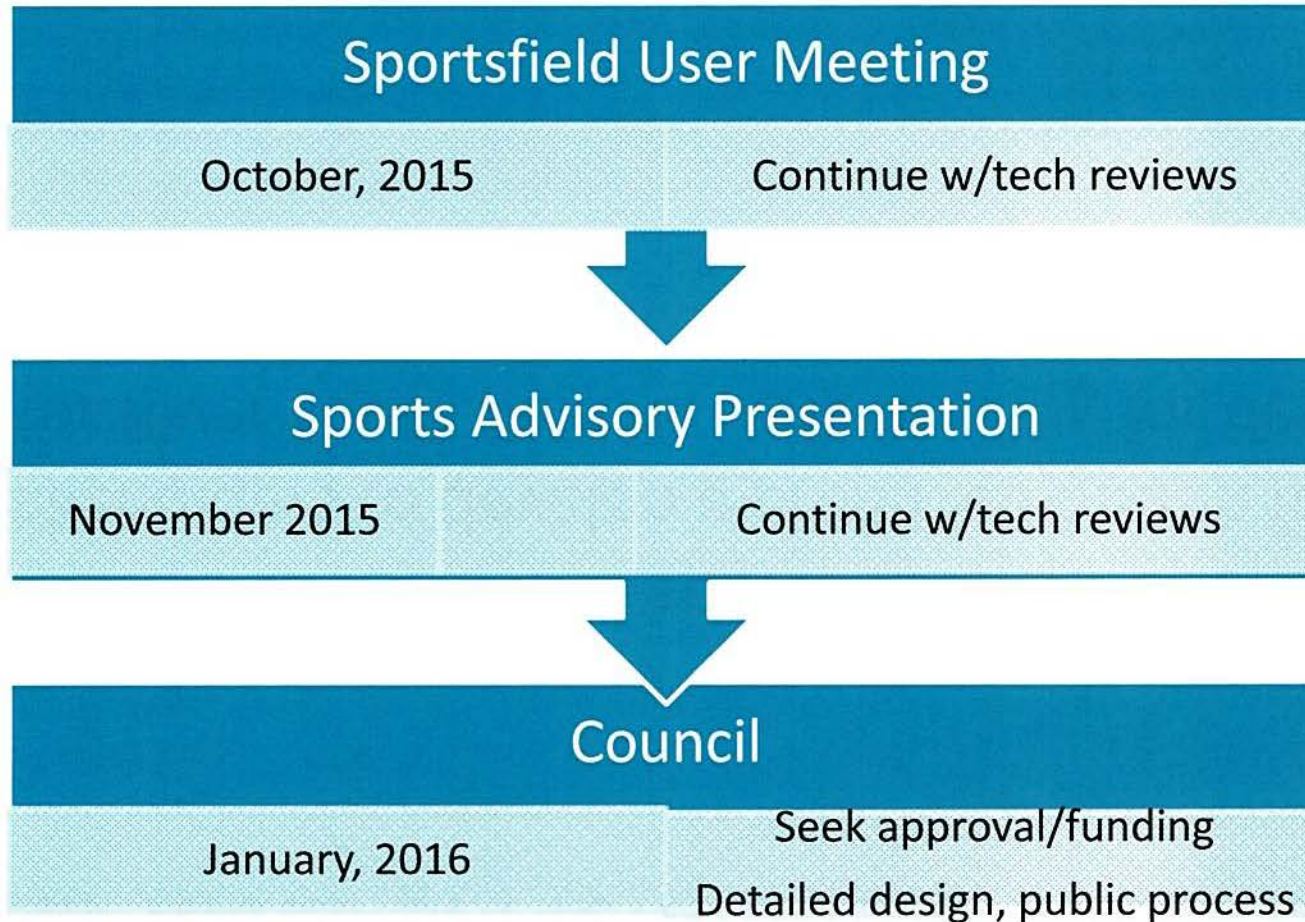 Sportsfield User Meeting
October, 2015
Continue w/tech reviews
Sports Advisory Presentation
November 2015
Continue w/tech reviews
Council
January, 2016
Seek approval/funding
Detailed design, public process